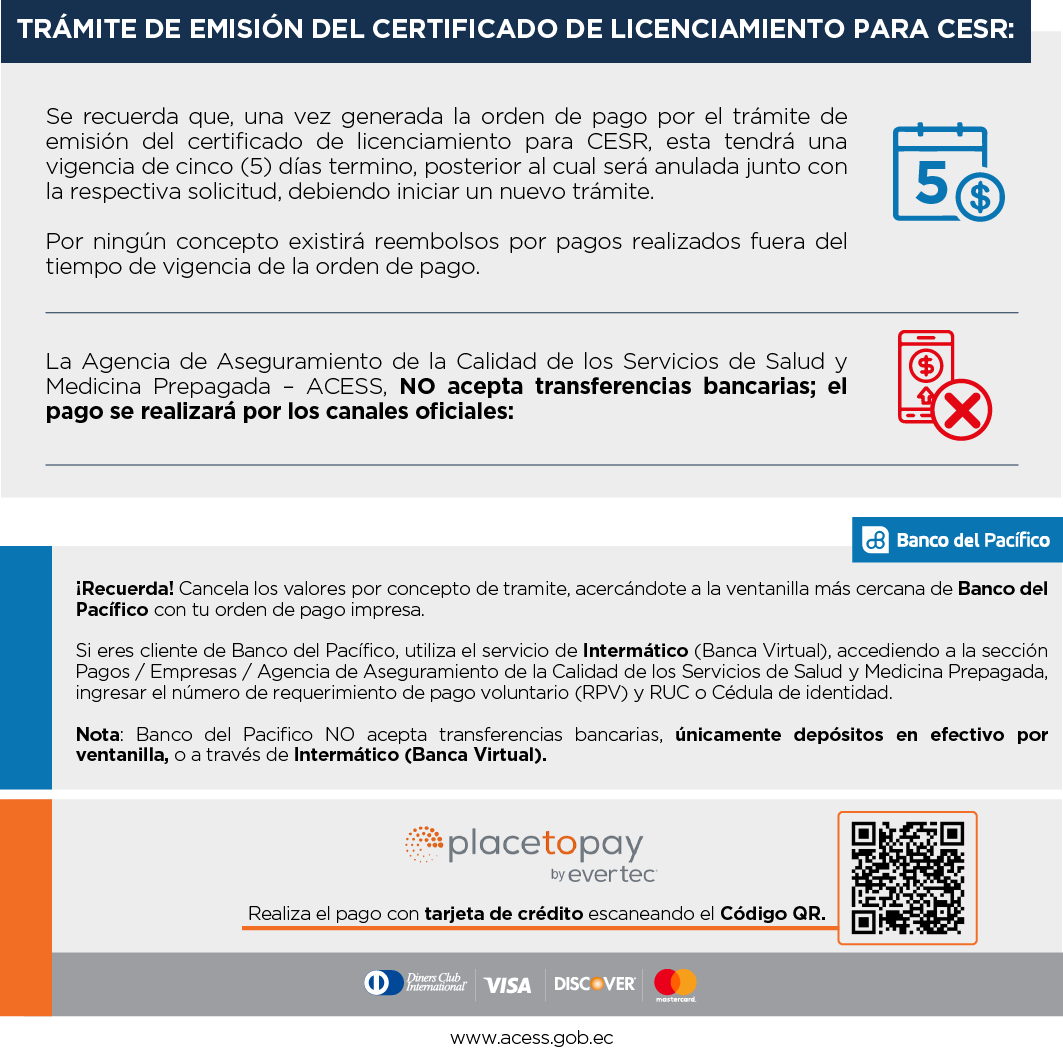 TRÁMITE DE EMISIÓN DEL CERTIFICADO DE LICENCIAMIENTO PARA CESR:
Se recuerda que, una vez generada la orden de pago por el trámite de
emisión del certificado de licenciamiento para CESR, esta tendrá una
vigencia de cinco (5) días termino, posterior al cual será anulada junto con
la respectiva solicitud, debiendo iniciar un nuevo trámite.
5
$
Por ningún concepto existirá reembolsos por pagos realizados fuera del
tiempo de vigencia de la orden de pago.
La Agencia de Aseguramiento de la Calidad de los Servicios de Salud y
Medicina Prepagada – ACESS, NO acepta transferencias bancarias; el
pago se realizará por los canales oficiales:
$
Banco del Pacífico
¡Recuerda! Cancela los valores por concepto de tramite, acercándote a la ventanilla más cercana de Banco del
Pacífico con tu orden de pago impresa.
Si eres cliente de Banco del Pacífico, utiliza el servicio de Intermático (Banca Virtual), accediendo a la sección
Pagos / Empresas / Agencia de Aseguramiento de la Calidad de los Servicios de Salud y Medicina Prepagada,
ingresar el número de requerimiento de pago voluntario (RPV) y RUC o Cédula de identidad.
Nota: Banco del Pacifico NO acepta transferencias bancarias, únicamente depósitos en efectivo por
ventanilla, o a través de Intermático (Banca Virtual).
placetopay
by evertec
Realiza el pago con tarjeta de crédito escaneando el Código QR.
Diners Club
International
VISA
DISCOVER
mastercard
www.acess.gob.ec